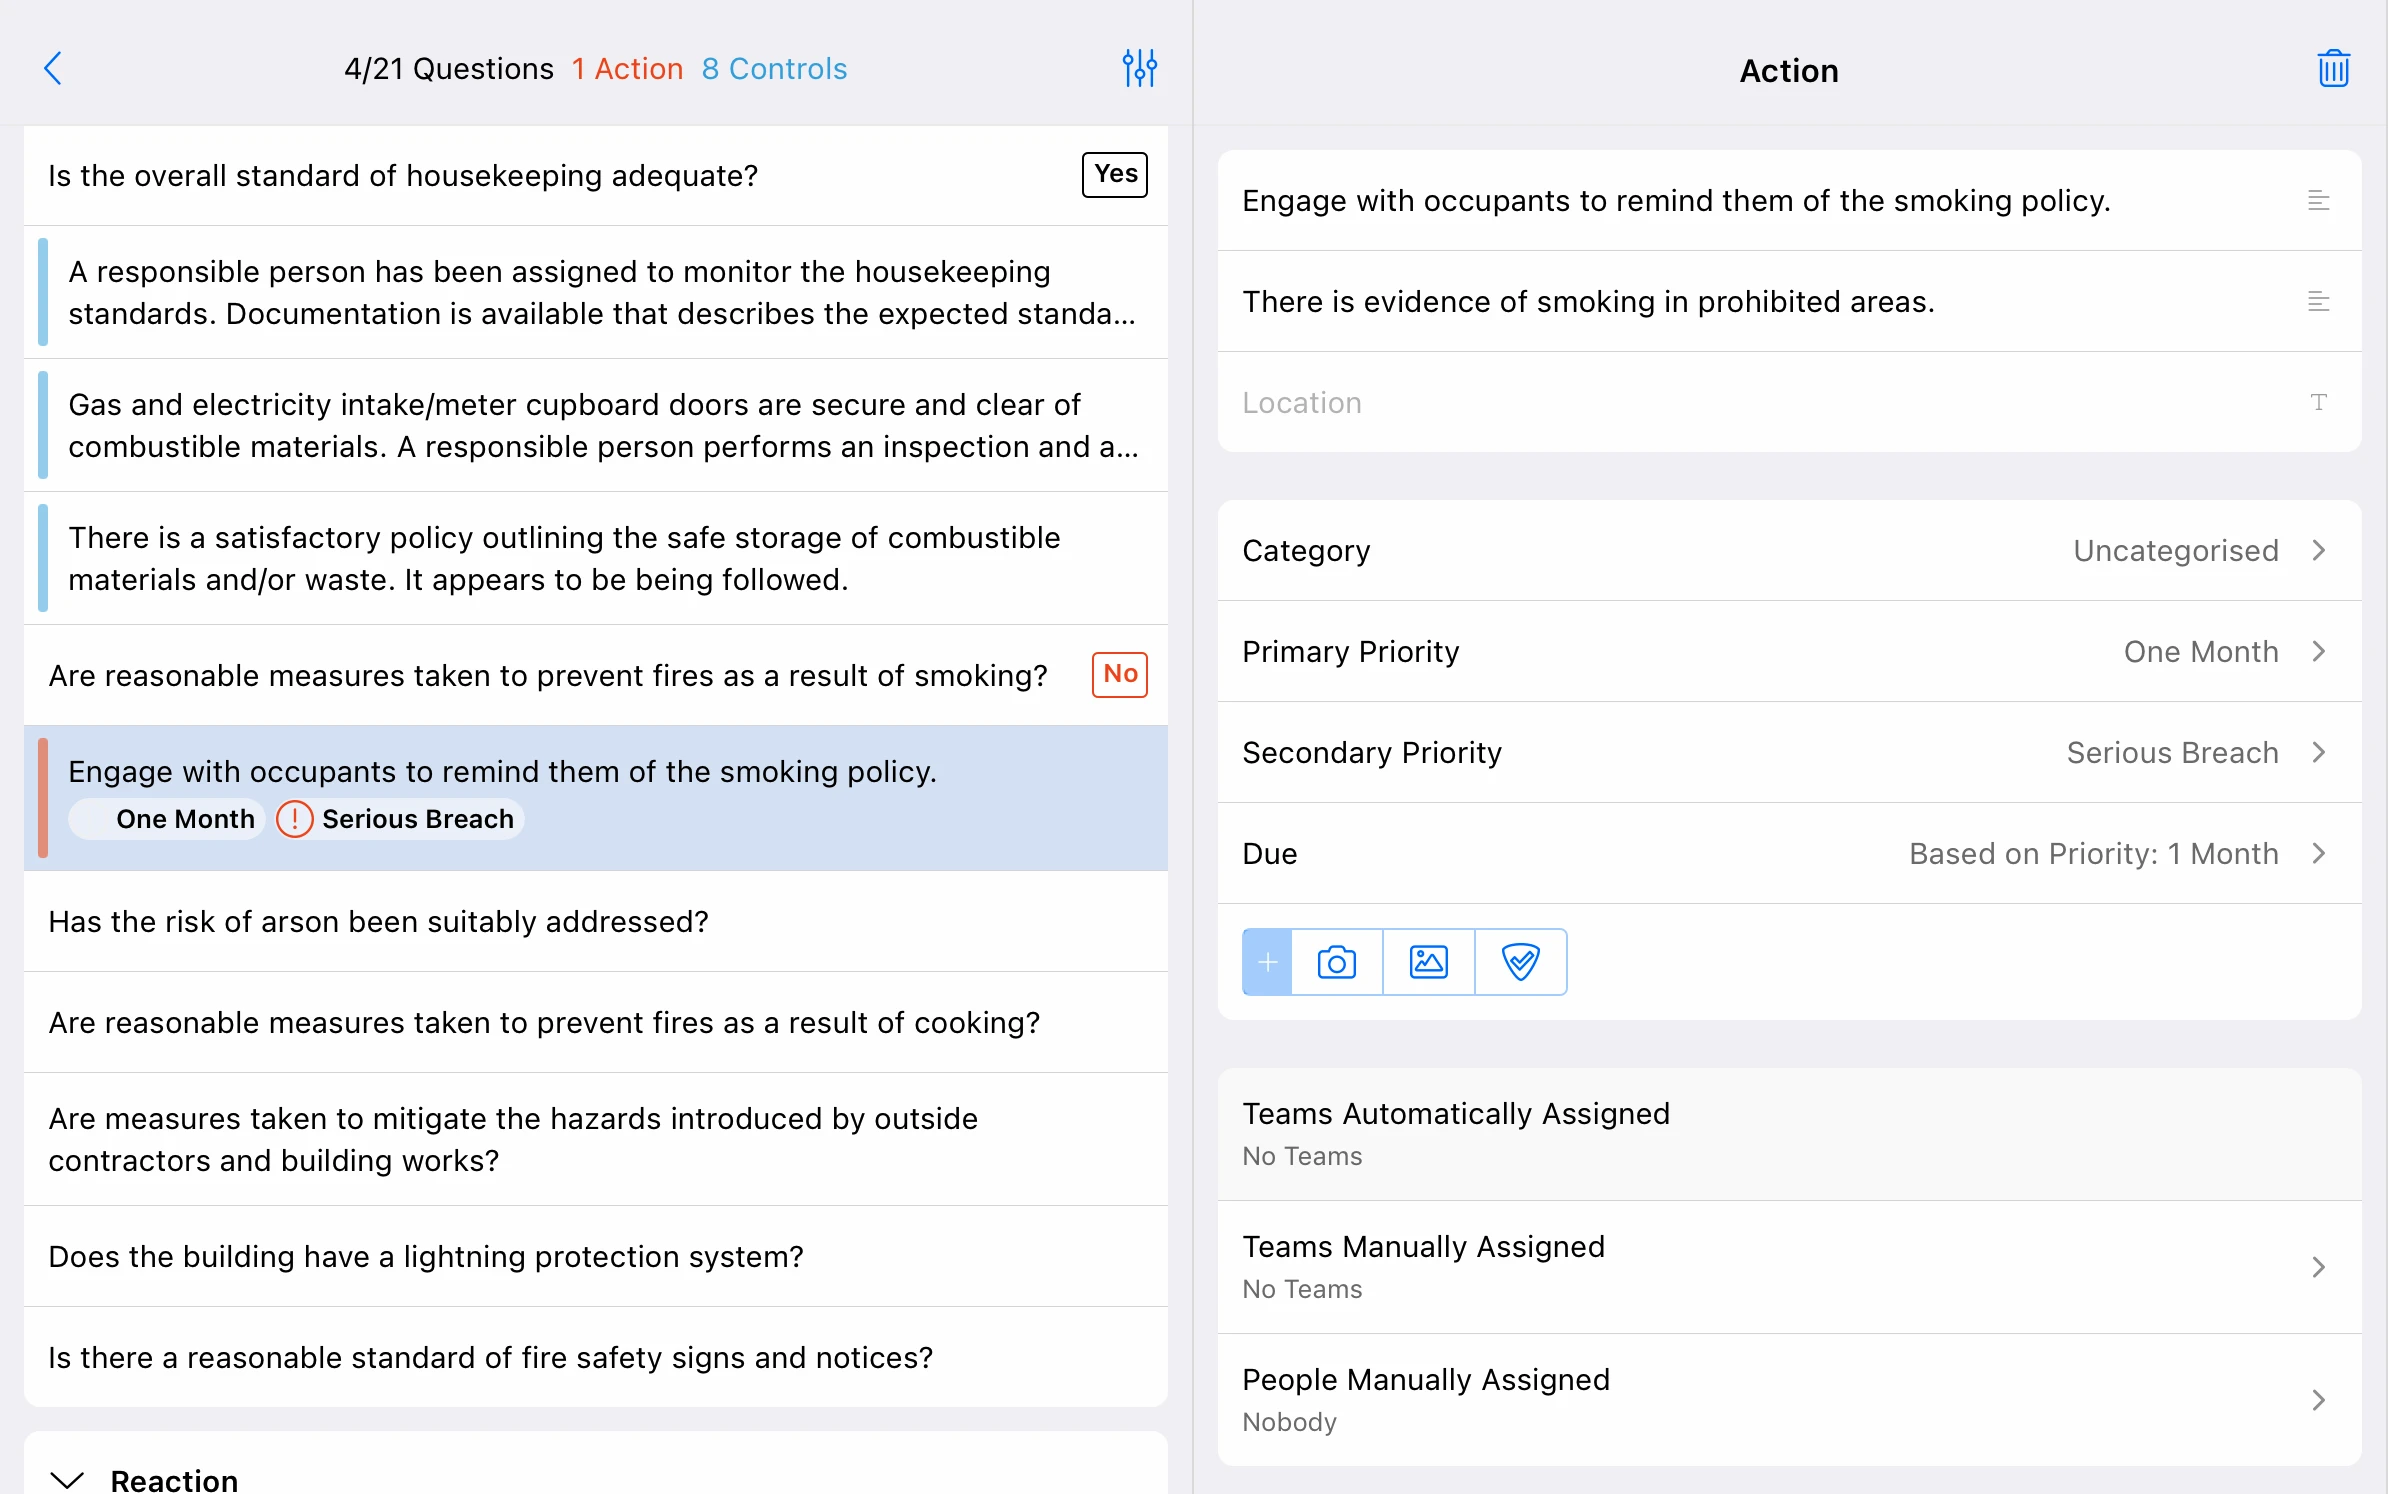 4/21 Questions 1 Action 8 Controls
Is the overall standard of housekeeping adequate? Yes
A responsible person has been assigned to monitor the housekeeping
standards. Documentation is available that describes the expected standa...
Gas and electricity intake/meter cupboard doors are secure and clear of
combustible materials. A responsible person performs an inspection and a...
There is a satisfactory policy outlining the safe storage of combustible
materials and/or waste. It appears to be being followed.
Are reasonable measures taken to prevent fires as a result of smoking? No
Engage with occupants to remind them of the smoking policy.
One Month Serious Breach
Has the risk of arson been suitably addressed?
Are reasonable measures taken to prevent fires as a result of cooking?
Are measures taken to mitigate the hazards introduced by outside
contractors and building works?
Does the building have a lightning protection system?
Is there a reasonable standard of fire safety signs and notices?
Reaction
Action
Engage with occupants to remind them of the smoking policy.
There is evidence of smoking in prohibited areas.
Location
Category Uncategorised
Primary Priority One Month
Secondary Priority Serious Breach
Due Based on Priority: 1 Month
Teams Automatically Assigned
No Teams
Teams Manually Assigned
No Teams
People Manually Assigned
Nobody